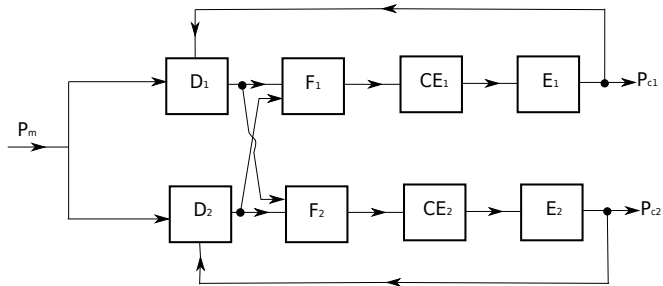 D₁ F₁ CE₁ E₁ Pc1
Pm
D₂ F₂ CE₂ E₂ Pc2